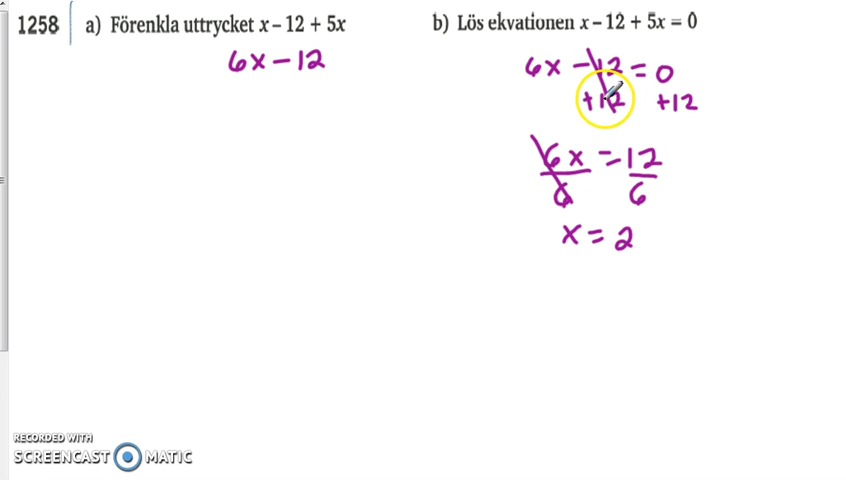 1258 a) Förenkla uttrycket x – 12 + 5x
6x – 12
b) Lös ekvationen x – 12 + 5x = 0
6x – 12 = 0
+12 +12
6x = 12
6 6
x = 2
RECORDED WITH
SCREENCAST MATIC